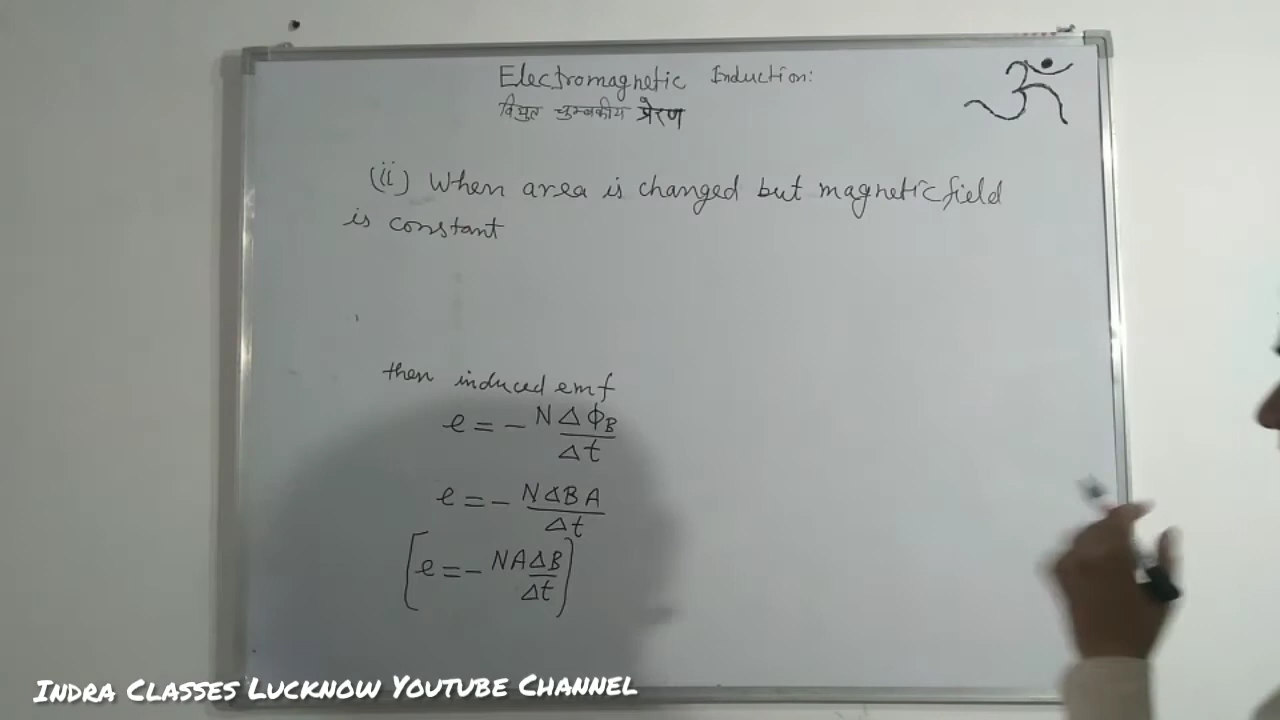 Electromagnetic Induction:
विद्युत चुम्बकीय प्रेरण
ॐ
(ii) When area is changed but magnetic field
is constant
then induced emf
e = - NΔϕB/Δt
e = - NΔBA/Δt
[e = - NAΔB/Δt]
INDRA CLASSES LUCKNOW YOUTUBE CHANNEL